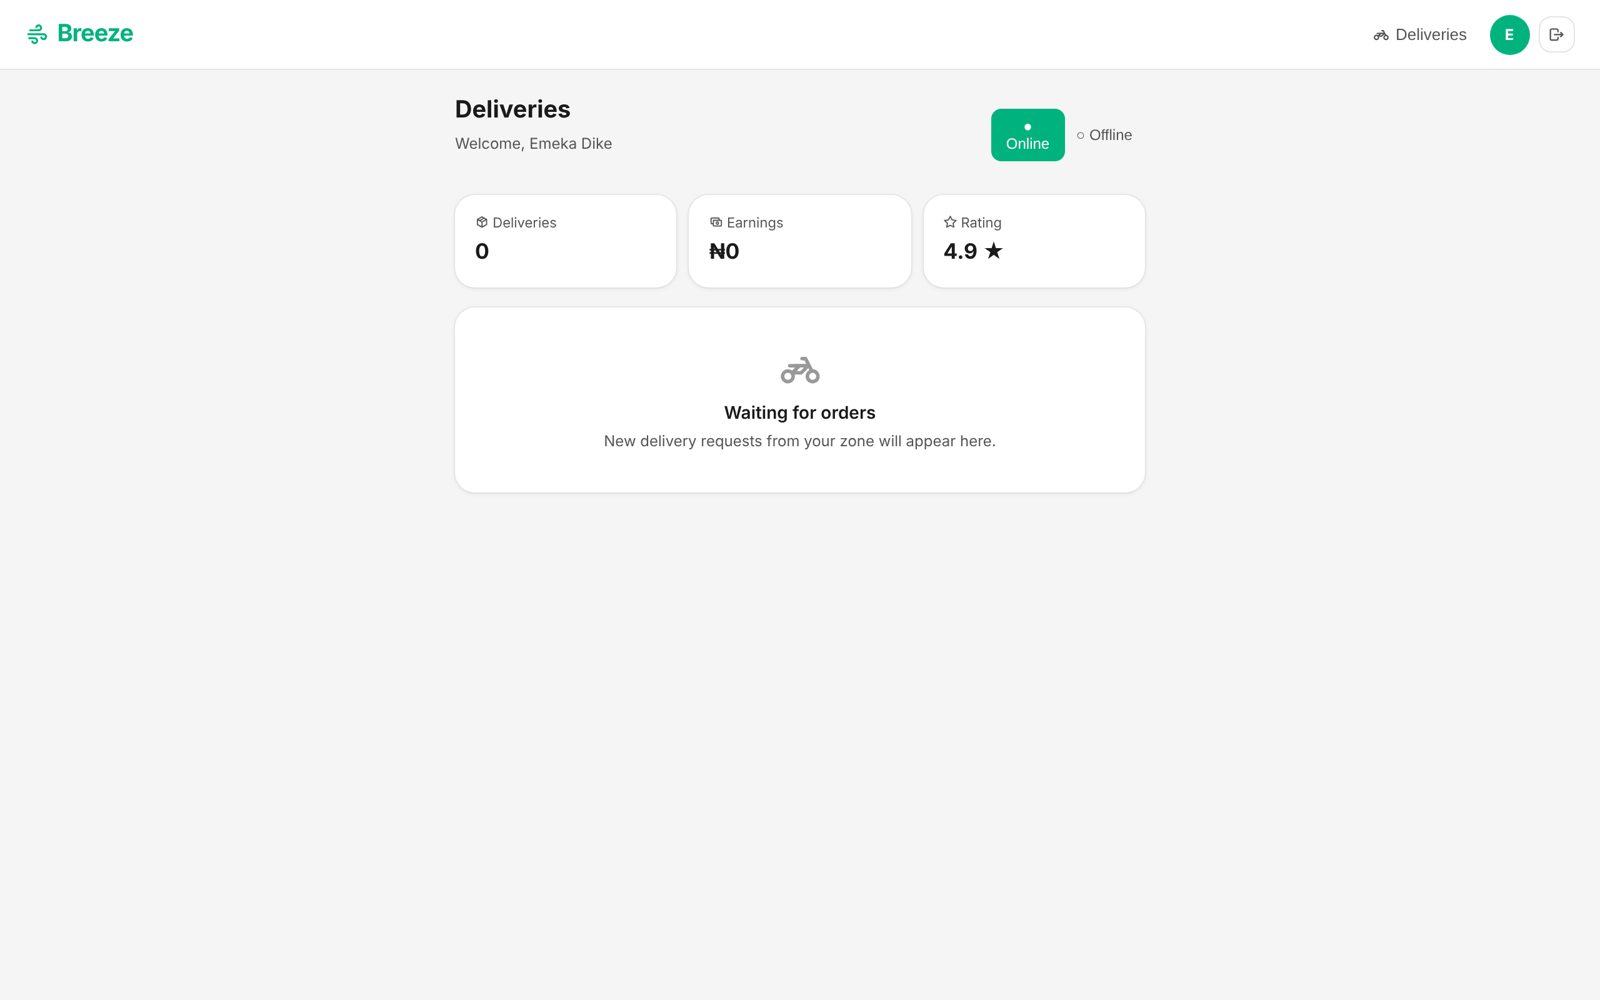 Breeze
Deliveries
E
Deliveries
Welcome, Emeka Dike
● Online
○ Offline
Deliveries
0
Earnings
₦0
Rating
4.9 ★
Waiting for orders
New delivery requests from your zone will appear here.